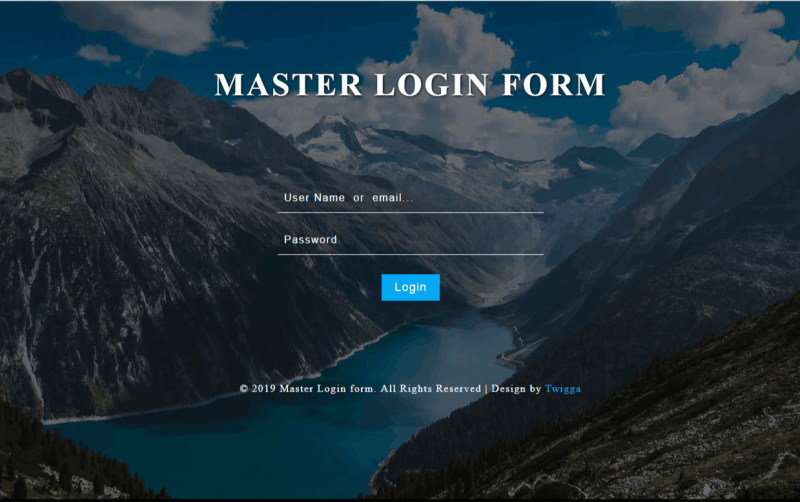 MASTER LOGIN FORM
User Name or email...
Password
Login
© 2019 Master Login form. All Rights Reserved | Design by Twigga